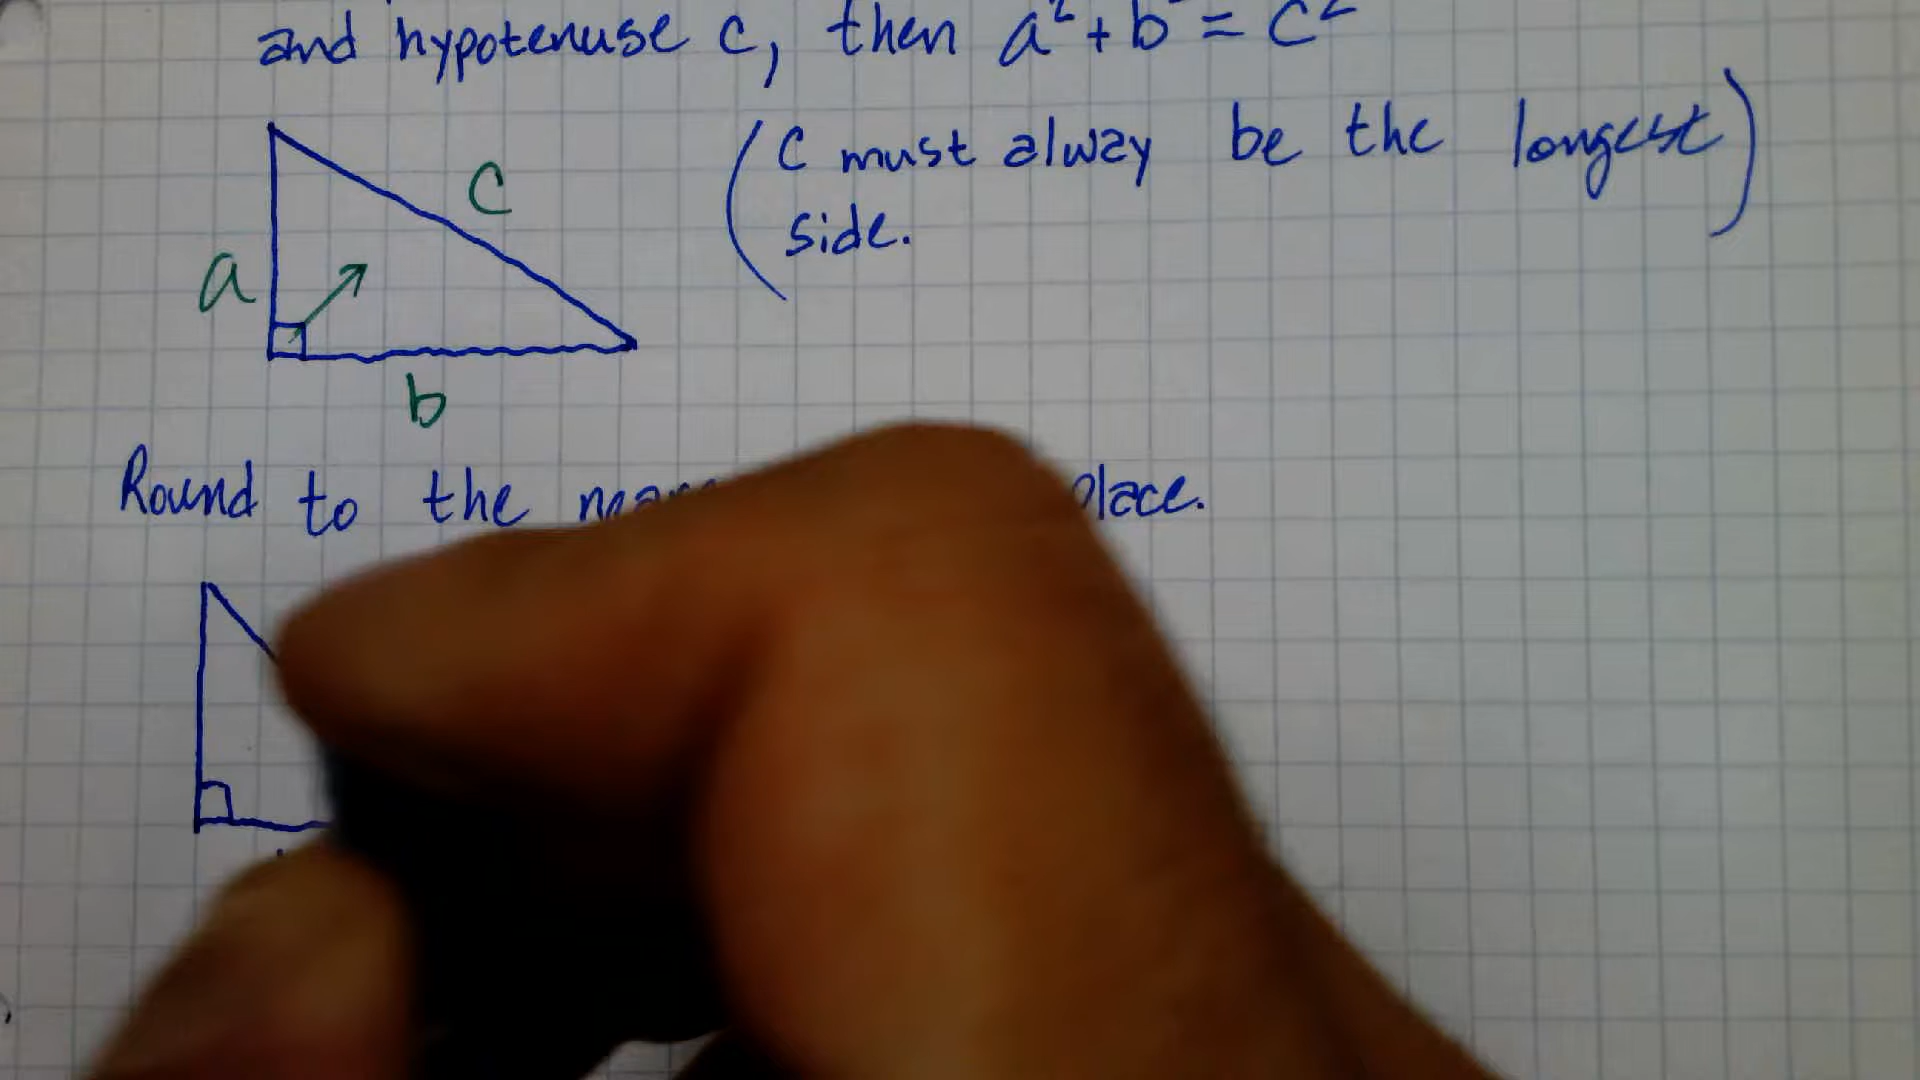 and hypotenuse c, then a² + b² = c²
(c must alway be the longest)
side.
c
a
b
Round to the place.